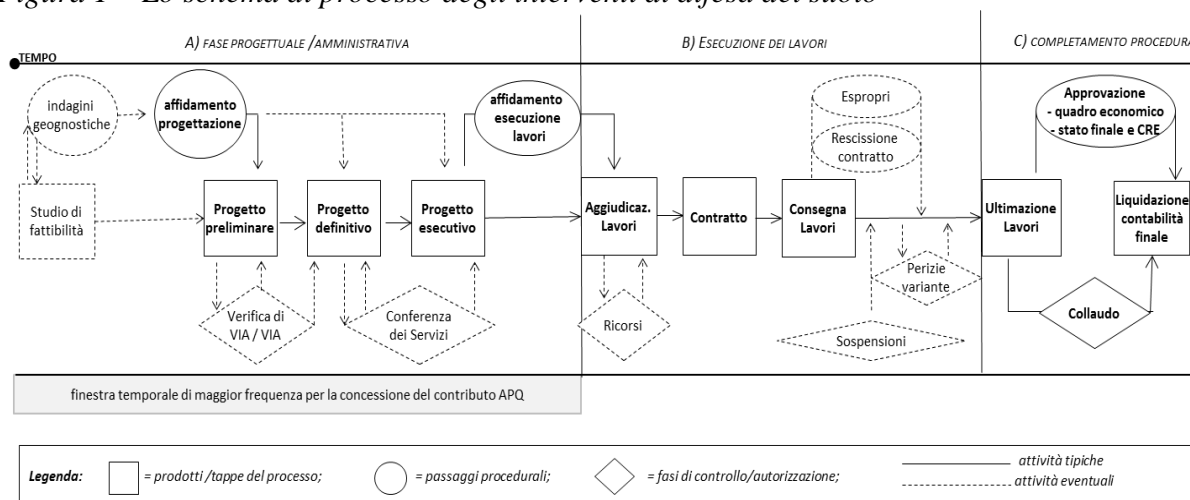 Figura 1 – Lo schema di processo degli interventi di difesa del suolo
A) FASE PROGETTUALE /AMMINISTRATIVA
B) ESECUZIONE DEI LAVORI
C) COMPLETAMENTO PROCEDURA
TEMPO
indagini
geognostiche
affidamento
progettazione
affidamento
esecuzione
lavori
Espropri
Rescissione
contratto
Approvazione
- quadro economico
- stato finale e CRE
Studio di
fattibilità
Progetto
preliminare
Progetto
definitivo
Progetto
esecutivo
Aggiudicaz.
Lavori
Contratto
Consegna
Lavori
Ultimazione
Lavori
Liquidazione
contabilità
finale
Verifica di
VIA / VIA
Conferenza
dei Servizi
Ricorsi
Perizie
variante
Sospensioni
Collaudo
finestra temporale di maggior frequenza per la concessione del contributo APQ
Legenda:
= prodotti /tappe del processo;
= passaggi procedurali;
= fasi di controllo/autorizzazione;
attività tipiche
attività eventuali